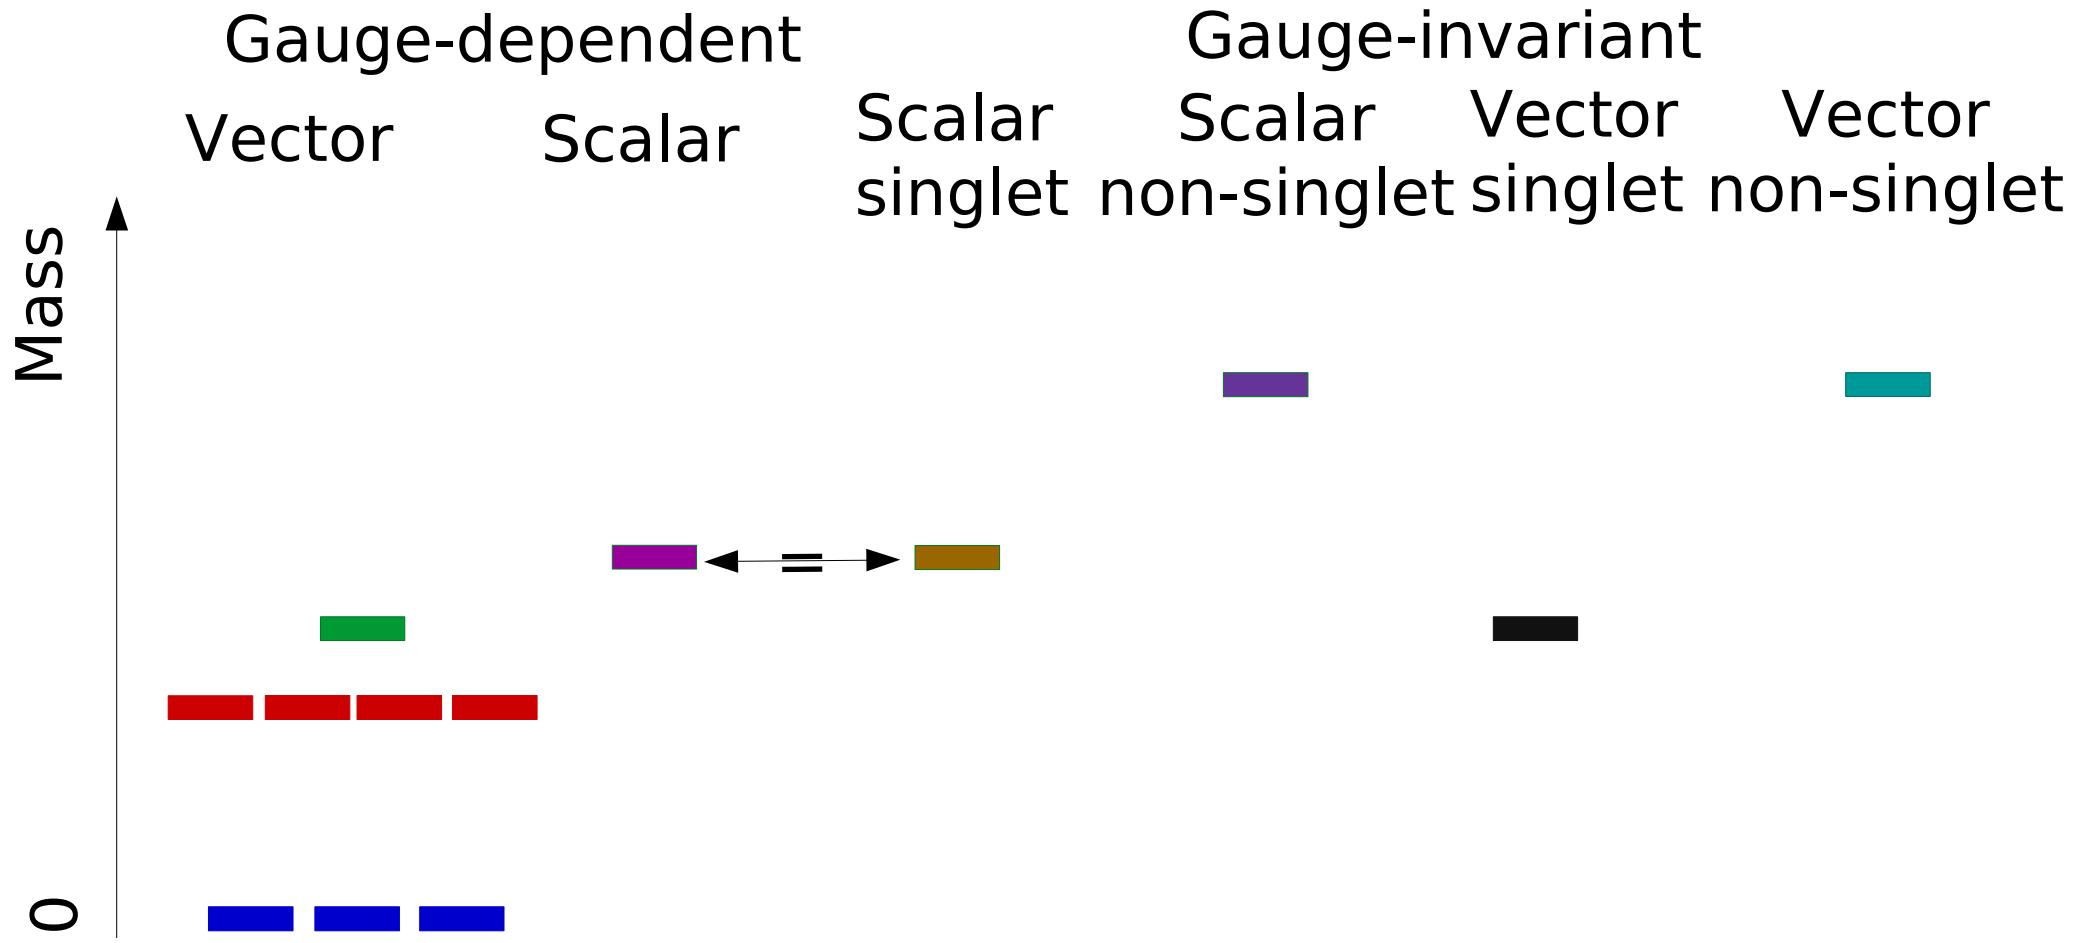 Gauge-dependent
Gauge-invariant
Vector
Scalar
Scalar
singlet
Scalar
non-singlet
Vector
singlet
Vector
non-singlet
Mass
=
0